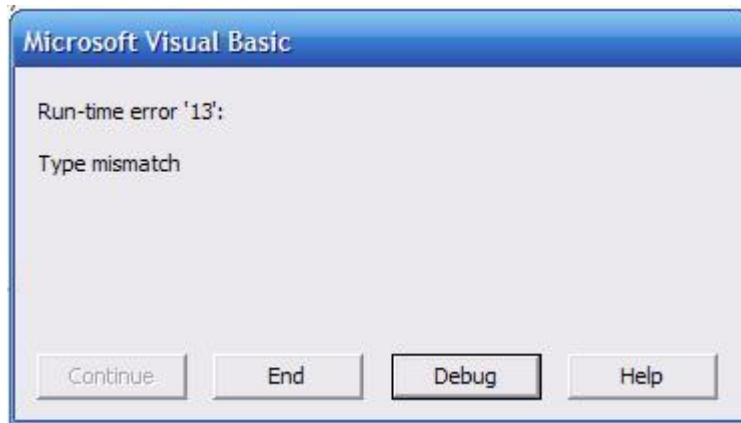 Microsoft Visual Basic
Run-time error '13':
Type mismatch
Continue End Debug Help